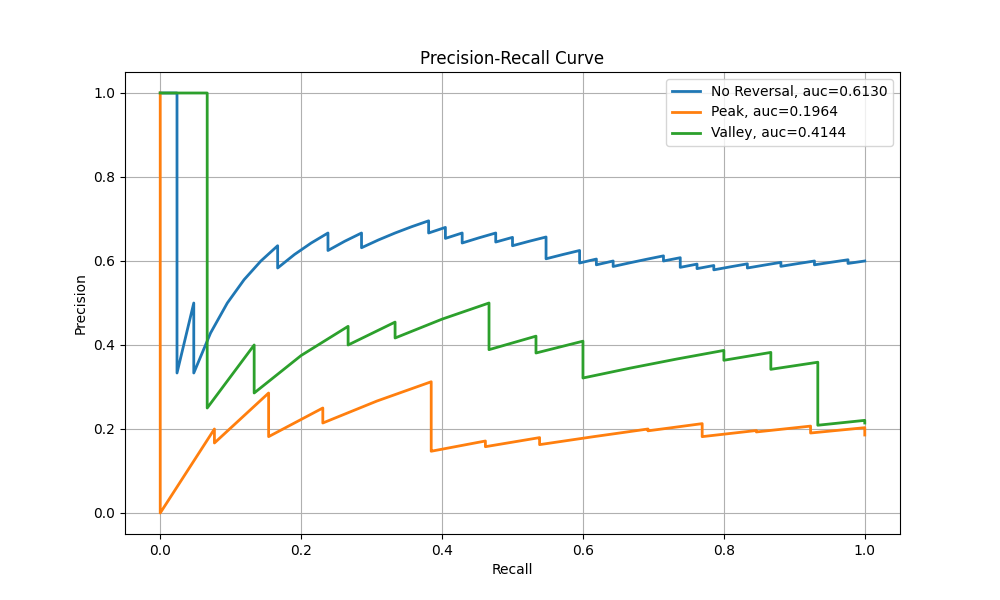 Precision-Recall Curve
No Reversal, auc=0.6130
Peak, auc=0.1964
Valley, auc=0.4144
Precision
1.0
0.8
0.6
0.4
0.2
0.0
0.0 0.2 0.4 0.6 0.8 1.0
Recall